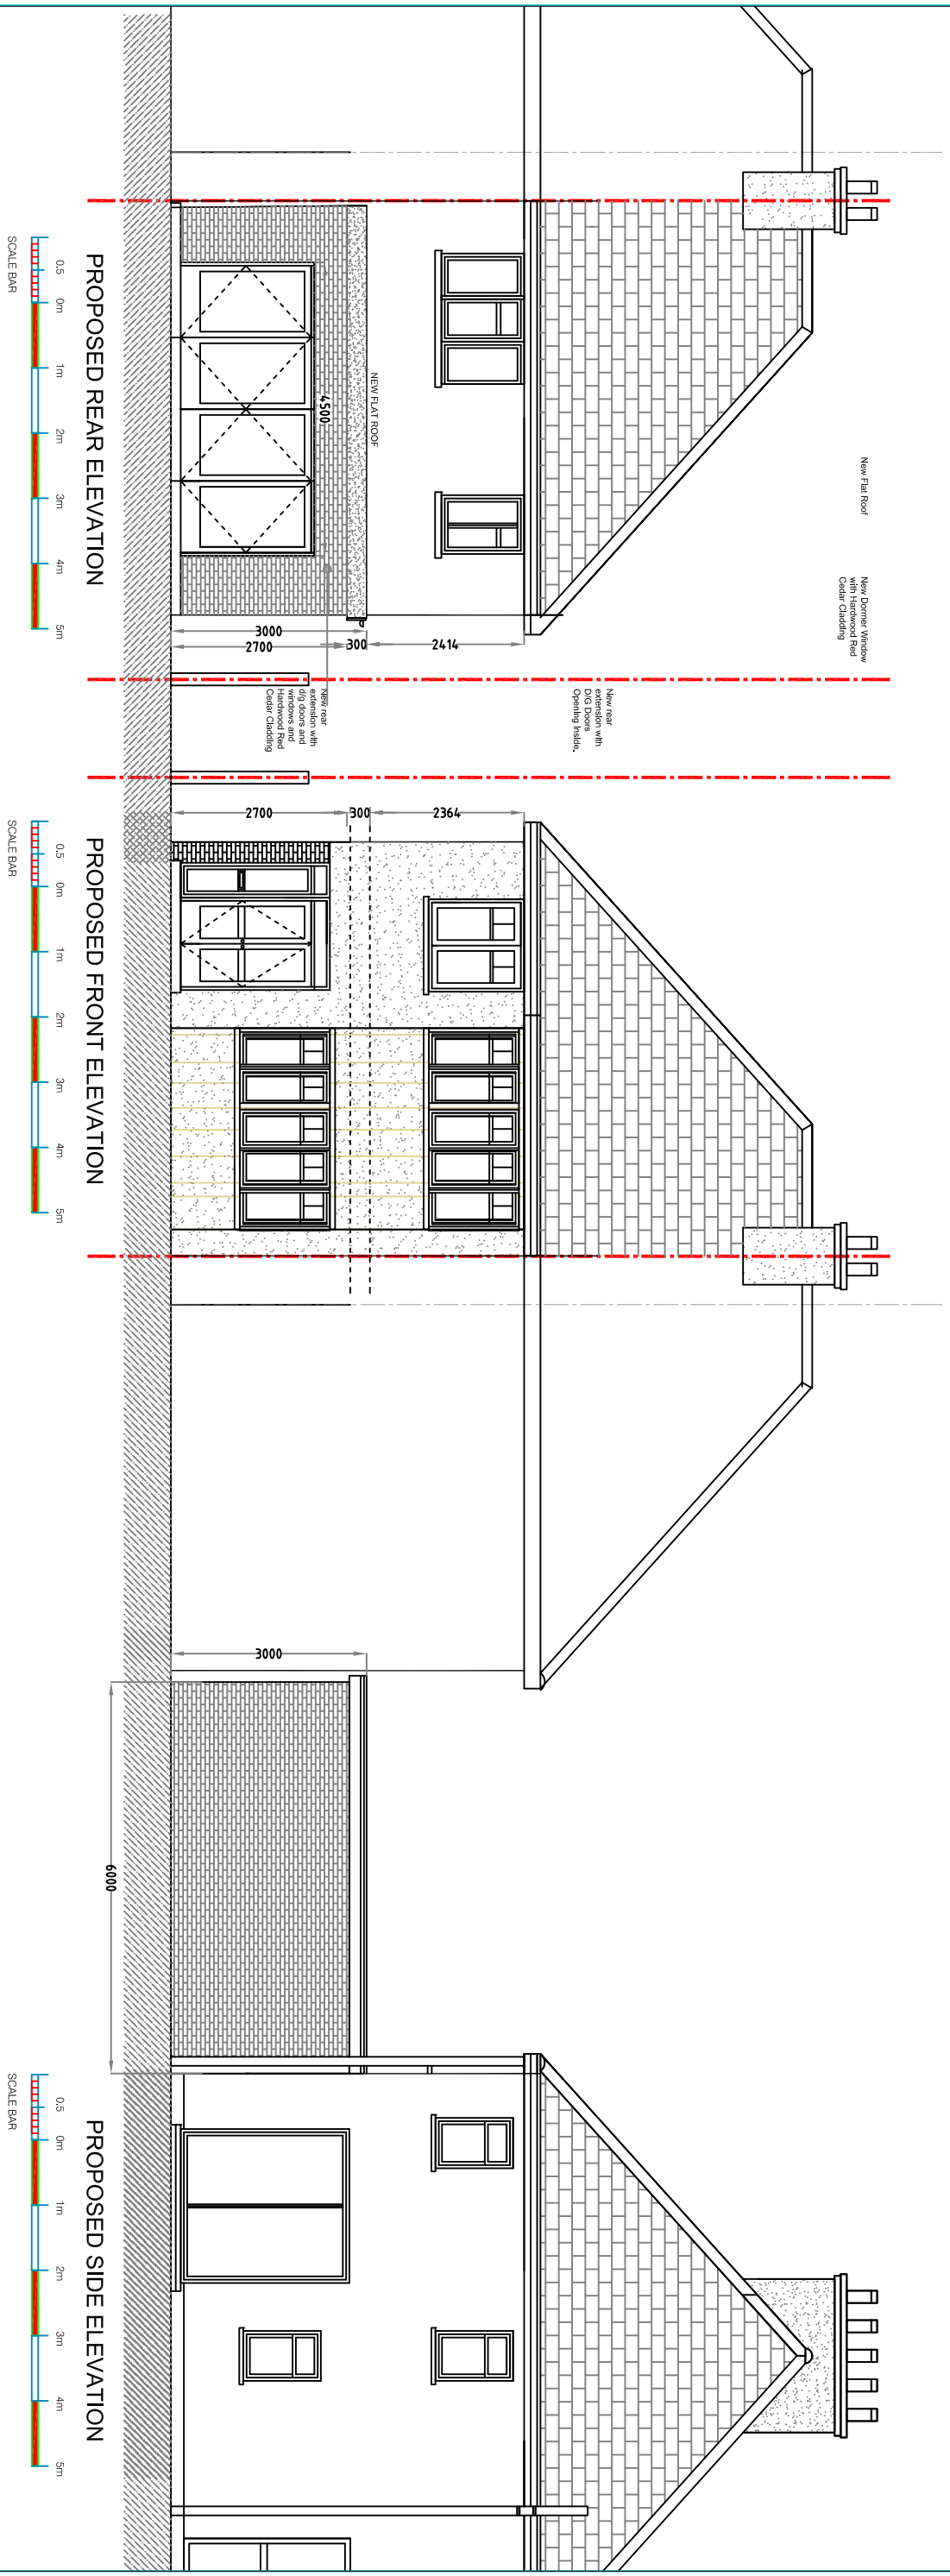 New Flat Roof
New Dormer Window
with Hardwood Red
Cedar Cladding
NEW FLAT ROOF
4500
3000
2700
300
2414
New rear
extension with
D/G Doors
Opening Inside.
New rear
extension with
d/g doors and
windows and
Hardwood Red
Cedar Cladding
PROPOSED REAR ELEVATION
0.5 0m 1m 2m 3m 4m 5m
SCALE BAR
2700
300
2364
PROPOSED FRONT ELEVATION
0.5 0m 1m 2m 3m 4m 5m
SCALE BAR
3000
6000
PROPOSED SIDE ELEVATION
0.5 0m 1m 2m 3m 4m 5m
SCALE BAR